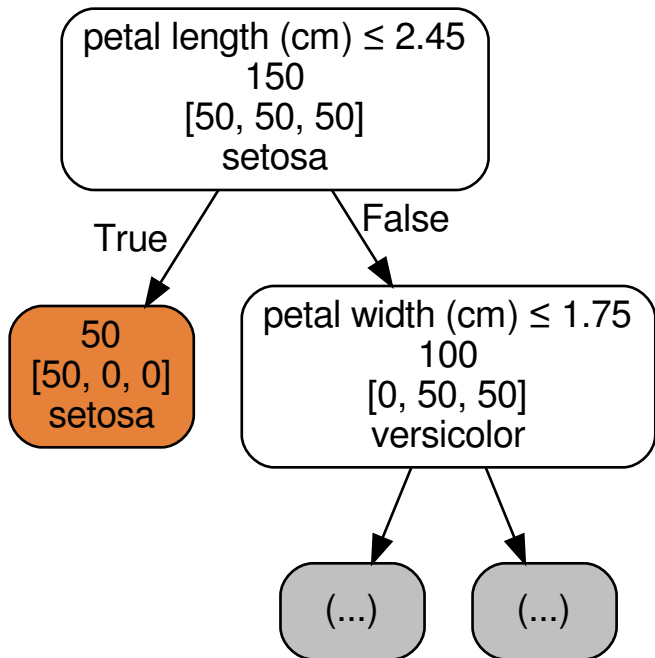 petal length (cm) ≤ 2.45
150
[50, 50, 50]
setosa
True
False
50
[50, 0, 0]
setosa
petal width (cm) ≤ 1.75
100
[0, 50, 50]
versicolor
(...)
(...)